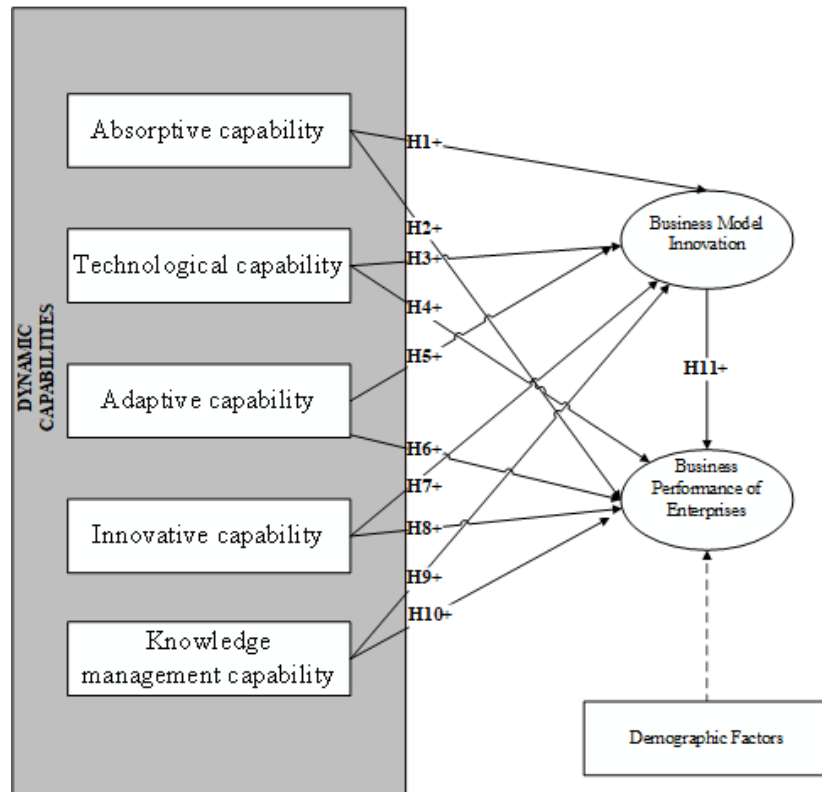 DYNAMIC
CAPABILITIES
Absorptive capability
Technological capability
Adaptive capability
Innovative capability
Knowledge
management capability
H1+
H2+
H3+
H4+
H5+
H6+
H7+
H8+
H9+
H10+
Business Model
Innovation
H11+
Business
Performance of
Enterprises
Demographic Factors